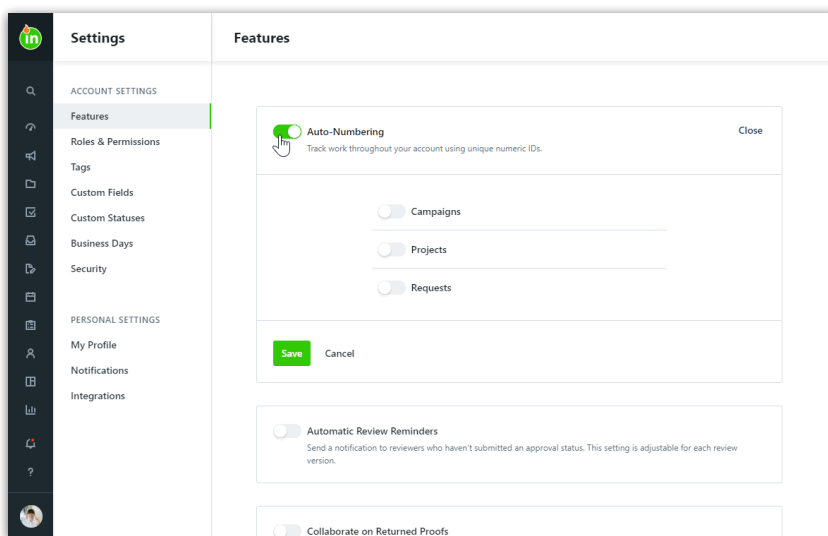 in
Settings
Features
ACCOUNT SETTINGS
Features
Roles & Permissions
Tags
Custom Fields
Custom Statuses
Business Days
Security
PERSONAL SETTINGS
My Profile
Notifications
Integrations
Auto-Numbering
Close
Track work throughout your account using unique numeric IDs.
Campaigns
Projects
Requests
Save
Cancel
Automatic Review Reminders
Send a notification to reviewers who haven't submitted an approval status. This setting is adjustable for each review
version.
Collaborate on Returned Proofs